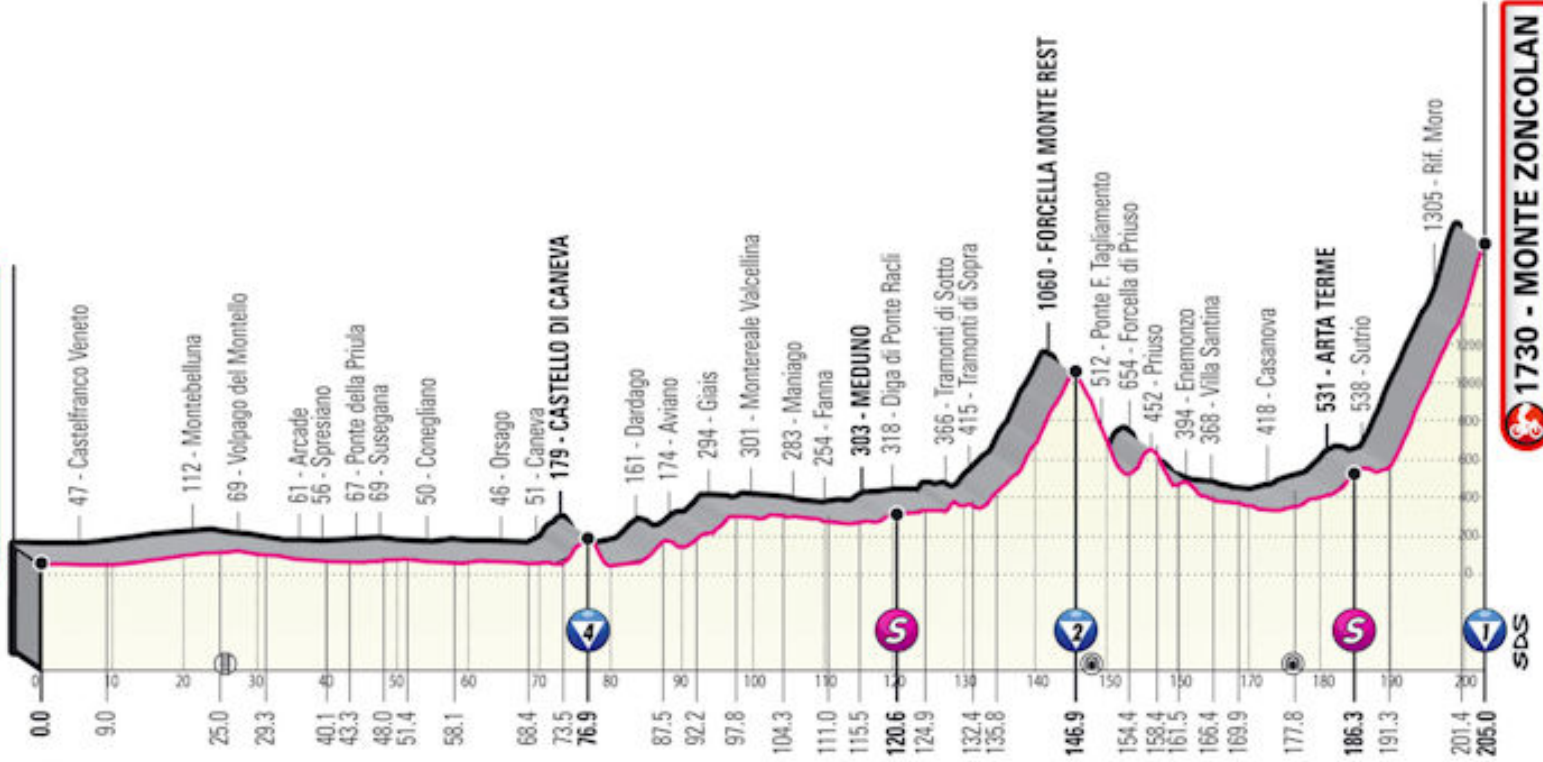 47 - Castelfranco Veneto
112 - Montebelluna
69 - Volpago del Montello
61 - Arcade
56 - Spresiano
67 - Ponte della Priula
69 - Susegana
50 - Conegliano
46 - Orsago
51 - Caneva
179 - CASTELLO DI CANEVA
161 - Dardago
174 - Aviano
294 - Giais
301 - Montereale Valcellina
283 - Maniago
254 - Fanna
303 - MEDUNO
318 - Diga di Ponte Racli
366 - Tramonti di Sotto
415 - Tramonti di Sopra
1060 - FORCELLA MONTE REST
512 - Ponte F. Tagliamento
654 - Forcella di Priuso
452 - Priuso
394 - Enemonzo
368 - Villa Santina
418 - Casanova
531 - ARTA TERME
538 - Sutrio
1305 - Rif. Moro
1730 - MONTE ZONCOLAN
1200
1000
800
600
400
200
0
4
S
2
S
1
SDS
0
10
20
30
40
50
60
70
80
90
100
110
120
130
140
150
160
170
180
190
200
0.0
9.0
25.0
29.3
40.1
43.3
48.0
51.4
58.1
68.4
73.5
76.9
87.5
92.2
97.8
104.3
111.0
115.5
120.6
124.9
132.4
135.8
146.9
154.4
158.4
161.5
166.4
169.9
177.8
186.3
191.3
201.4
205.0